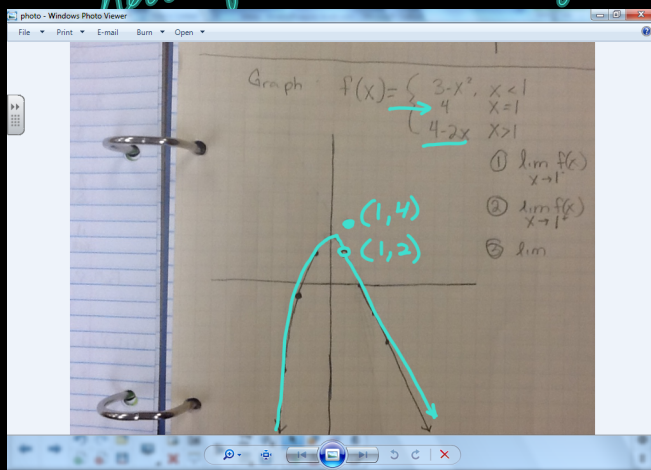 photo - Windows Photo Viewer
File Print E-mail Burn Open
Graph f(x)= { 3-x², x<1
4 x=1
4-2x x>1
① lim f(x)
x→1⁻
② lim f(x)
x→1⁺
③ lim
(1,4)
(1,2)